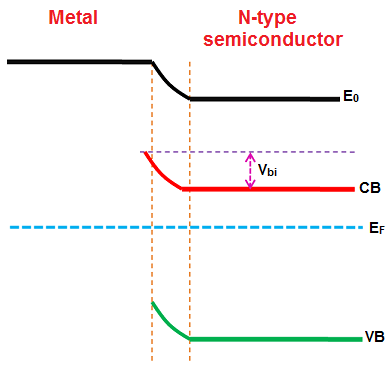 Metal
N-type
semiconductor
E0
Vbi
CB
EF
VB